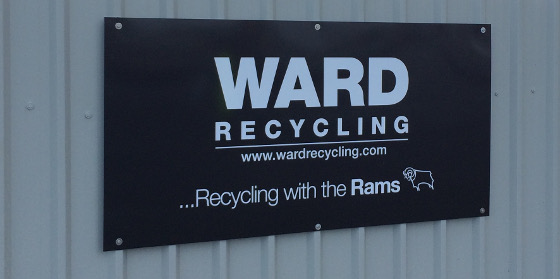 WARD
RECYCLING
www.wardrecycling.com
...Recycling with the Rams